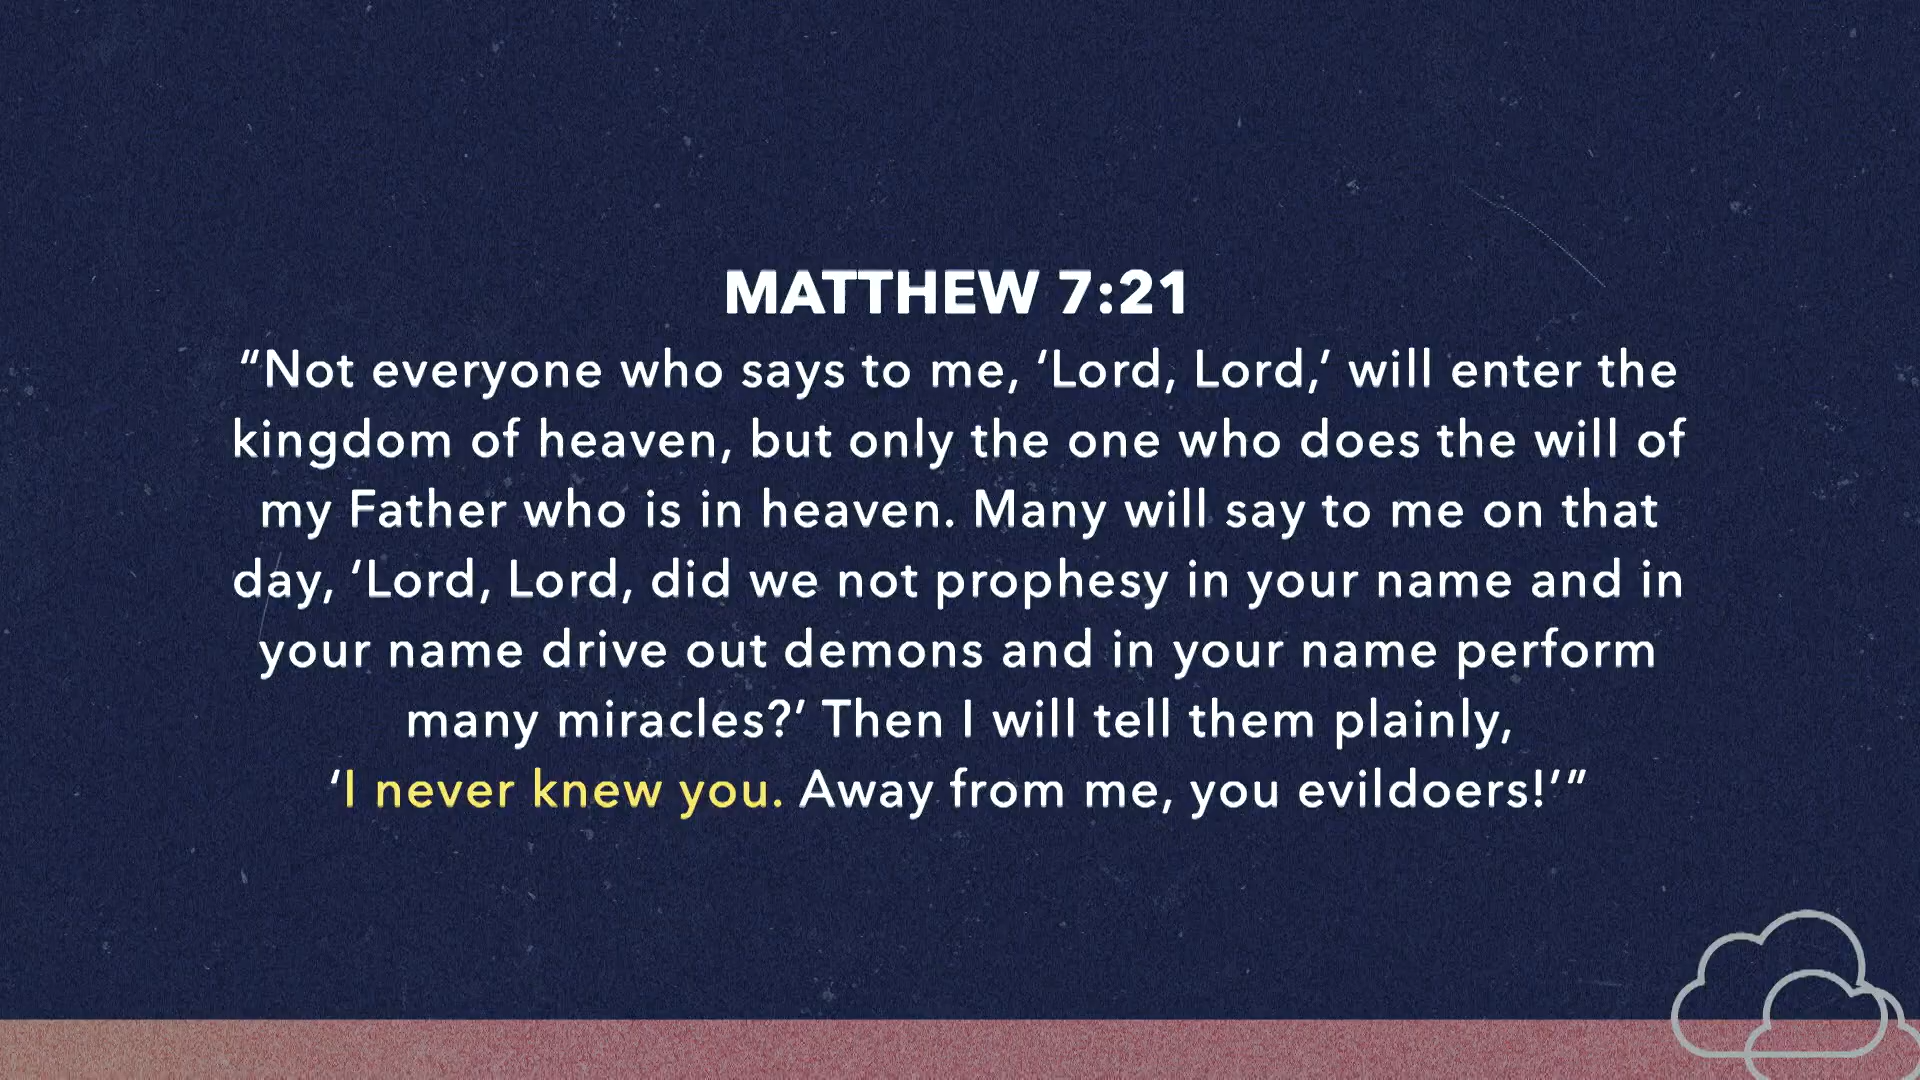 MATTHEW 7:21
“Not everyone who says to me, ‘Lord, Lord,’ will enter the
kingdom of heaven, but only the one who does the will of
my Father who is in heaven. Many will say to me on that
day, ‘Lord, Lord, did we not prophesy in your name and in
your name drive out demons and in your name perform
many miracles?’ Then I will tell them plainly,
‘I never knew you. Away from me, you evildoers!’”